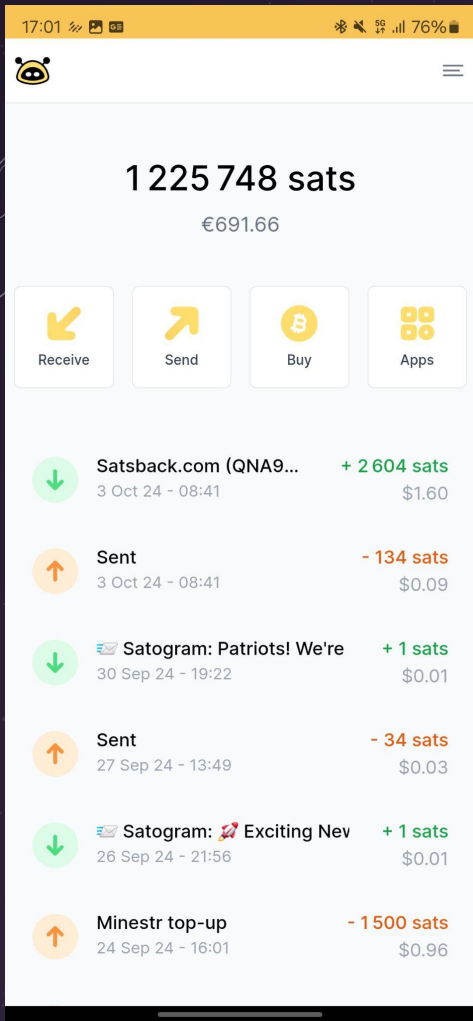 17:01 5G 76%
1 225 748 sats
€691.66
Receive Send Buy Apps
Satsback.com (QNA9... + 2 604 sats
3 Oct 24 - 08:41 $1.60
Sent - 134 sats
3 Oct 24 - 08:41 $0.09
📨 Satogram: Patriots! We're + 1 sats
30 Sep 24 - 19:22 $0.01
Sent - 34 sats
27 Sep 24 - 13:49 $0.03
📨 Satogram: 🚀 Exciting New + 1 sats
26 Sep 24 - 21:56 $0.01
Minestr top-up - 1 500 sats
24 Sep 24 - 16:01 $0.96